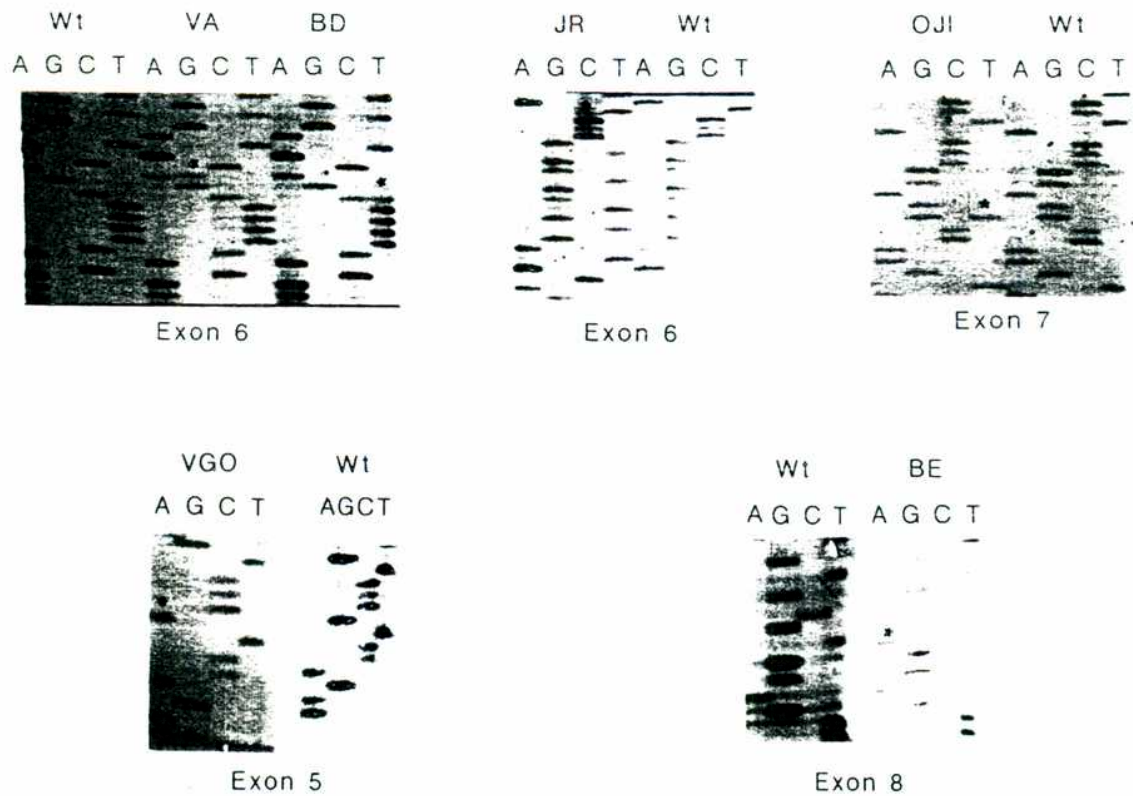 Wt VA BD
A G C T A G C T A G C T
Exon 6
JR Wt
A G C T A G C T
Exon 6
OJI Wt
A G C T A G C T
Exon 7
VGO Wt
A G C T AGCT
Exon 5
Wt BE
A G C T A G C T
Exon 8